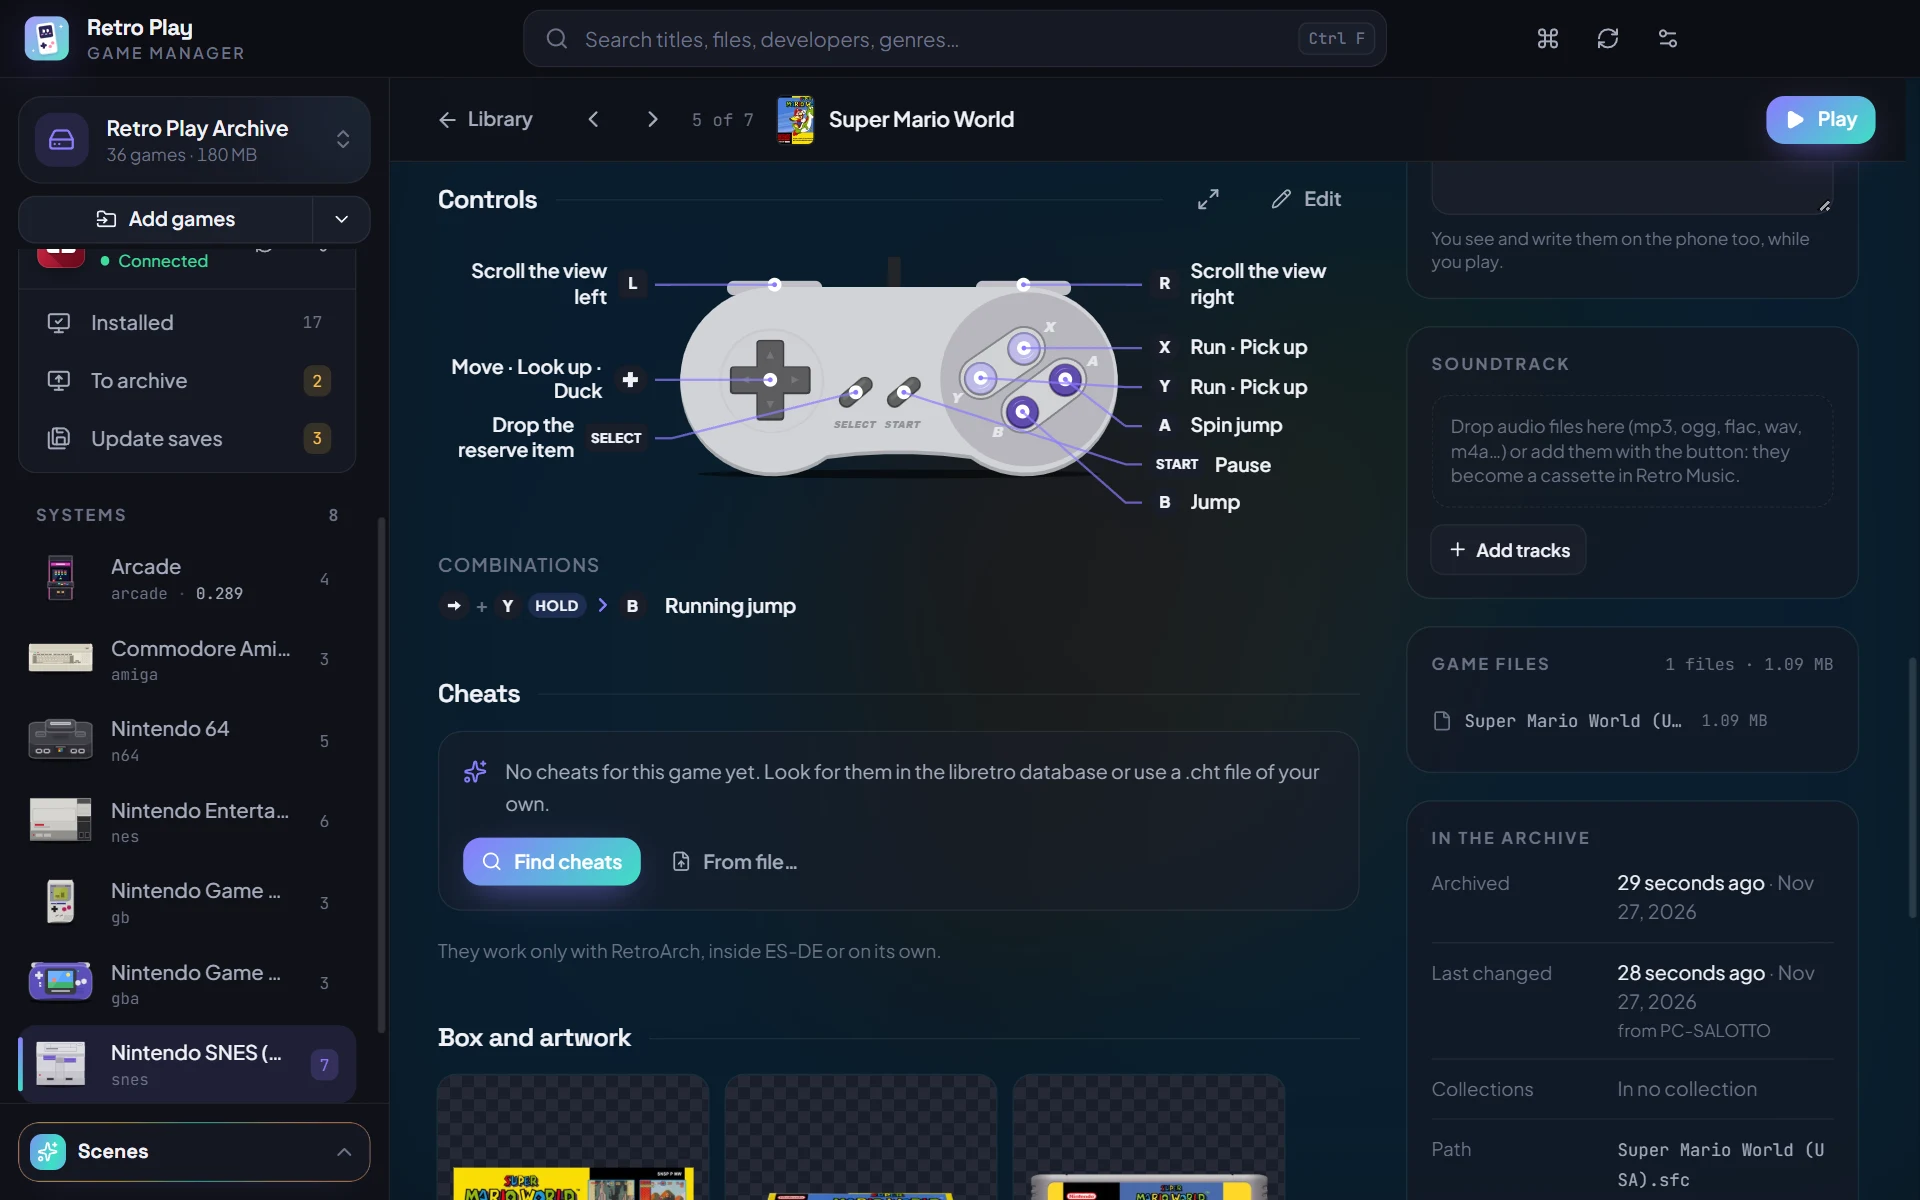 Retro Play
GAME MANAGER
Search titles, files, developers, genres...
Ctrl F
Retro Play Archive
36 games · 180 MB
Add games
Connected
Installed 17
To archive 2
Update saves 3
SYSTEMS 8
Arcade
arcade · 0.289
4
Commodore Ami...
amiga
3
Nintendo 64
n64
5
Nintendo Enterta...
nes
6
Nintendo Game ...
gb
3
Nintendo Game ...
gba
3
Nintendo SNES (...
snes
7
Scenes
Library
5 of 7
Super Mario World
Play
Controls
Edit
Scroll the view
left
L
Move · Look up ·
Duck
Drop the
reserve item
SELECT
SELECT START
X
A
Y
B
R
Scroll the view
right
X Run · Pick up
Y Run · Pick up
A Spin jump
START Pause
B Jump
COMBINATIONS
+ Y HOLD B Running jump
Cheats
No cheats for this game yet. Look for them in the libretro database or use a .cht file of your
own.
Find cheats
From file...
They work only with RetroArch, inside ES-DE or on its own.
Box and artwork
SUPER
MARIO WORLD
Nintendo
SUPER
MARIO WORLD
You see and write them on the phone too, while
you play.
SOUNDTRACK
Drop audio files here (mp3, ogg, flac, wav,
m4a...) or add them with the button: they
become a cassette in Retro Music.
Add tracks
GAME FILES
1 files · 1.09 MB
Super Mario World (U... 1.09 MB
IN THE ARCHIVE
Archived
29 seconds ago · Nov
27, 2026
Last changed
28 seconds ago · Nov
27, 2026
from PC-SALOTTO
Collections
In no collection
Path
Super Mario World (U
SA).sfc